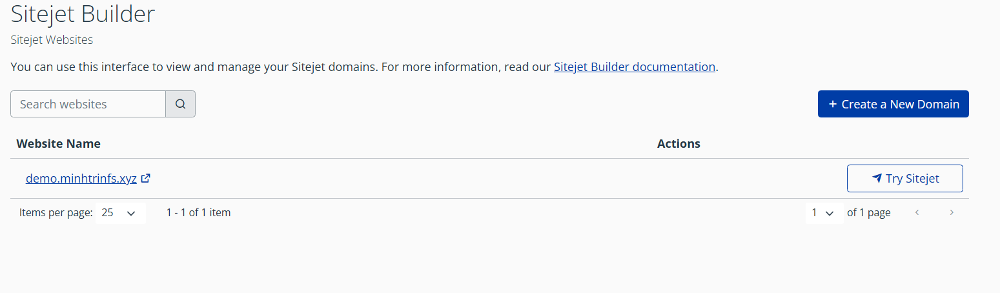 Sitejet Builder
Sitejet Websites
You can use this interface to view and manage your Sitejet domains. For more information, read our Sitejet Builder documentation.
Search websites
+ Create a New Domain
Website Name Actions
demo.minhtrinfs.xyz Try Sitejet
Items per page: 25 1 - 1 of 1 item 1 of 1 page